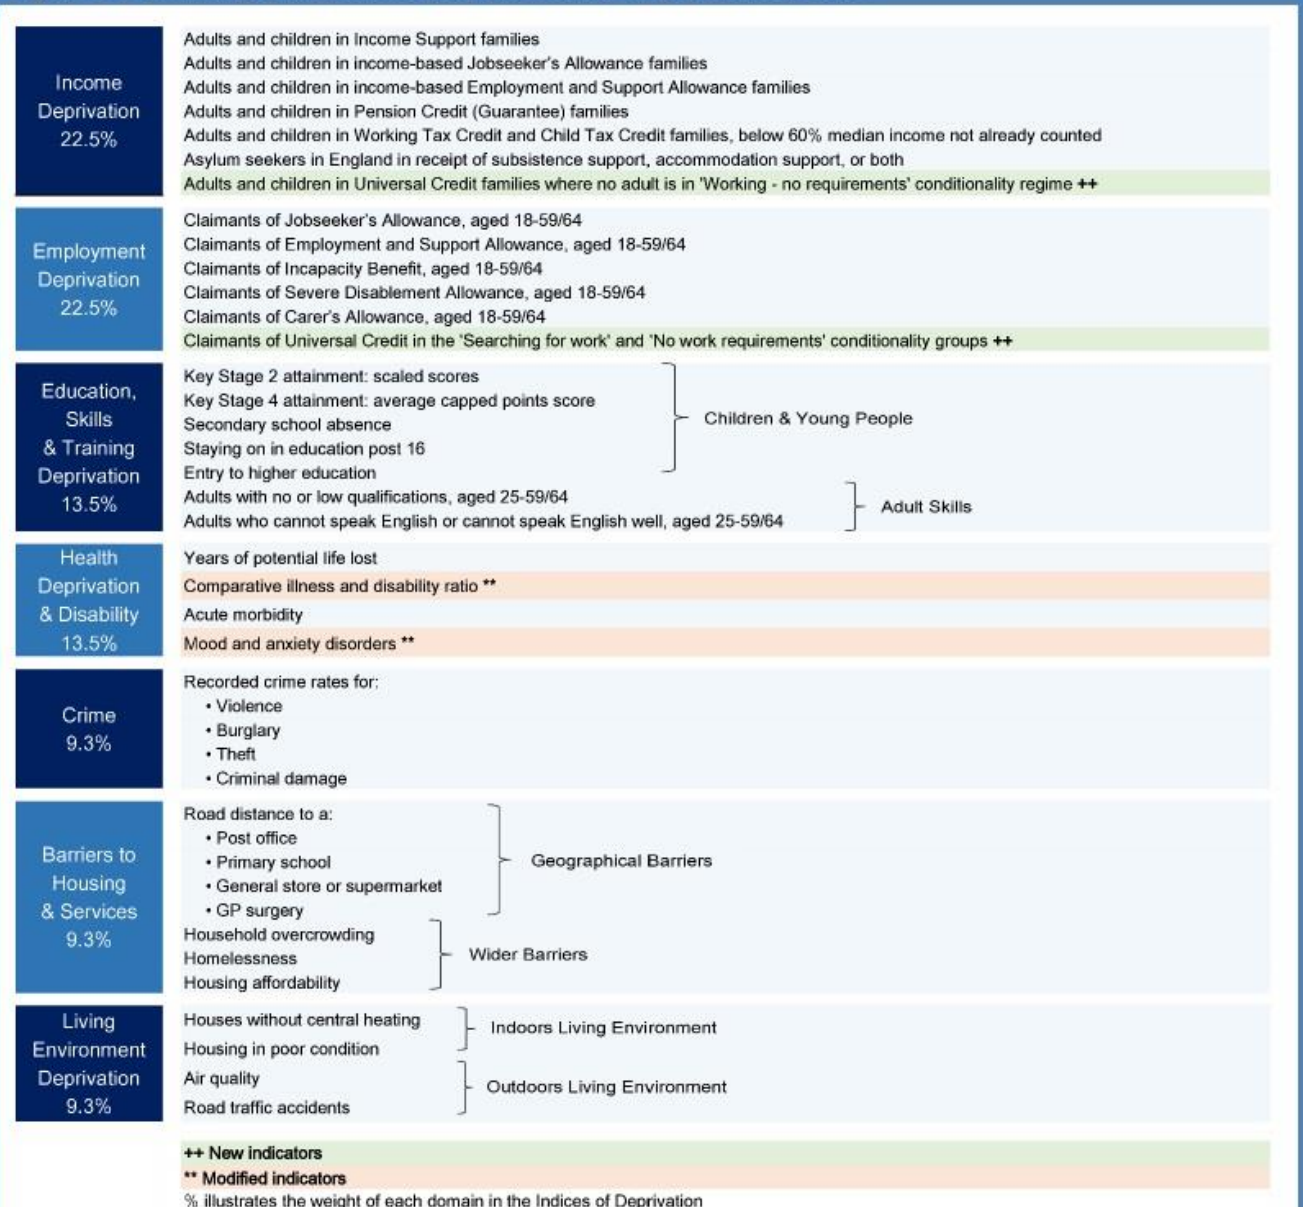 Income
Deprivation
22.5%
Adults and children in Income Support families
Adults and children in income-based Jobseeker's Allowance families
Adults and children in income-based Employment and Support Allowance families
Adults and children in Pension Credit (Guarantee) families
Adults and children in Working Tax Credit and Child Tax Credit families, below 60% median income not already counted
Asylum seekers in England in receipt of subsistence support, accommodation support, or both
Adults and children in Universal Credit families where no adult is in 'Working - no requirements' conditionality regime ++
Employment
Deprivation
22.5%
Claimants of Jobseeker's Allowance, aged 18-59/64
Claimants of Employment and Support Allowance, aged 18-59/64
Claimants of Incapacity Benefit, aged 18-59/64
Claimants of Severe Disablement Allowance, aged 18-59/64
Claimants of Carer's Allowance, aged 18-59/64
Claimants of Universal Credit in the 'Searching for work' and 'No work requirements' conditionality groups ++
Education,
Skills
& Training
Deprivation
13.5%
Key Stage 2 attainment: scaled scores
Key Stage 4 attainment: average capped points score
Secondary school absence
Staying on in education post 16
Entry to higher education
Children & Young People
Adults with no or low qualifications, aged 25-59/64
Adults who cannot speak English or cannot speak English well, aged 25-59/64
Adult Skills
Health
Deprivation
& Disability
13.5%
Years of potential life lost
Comparative illness and disability ratio **
Acute morbidity
Mood and anxiety disorders **
Crime
9.3%
Recorded crime rates for:
• Violence
• Burglary
• Theft
• Criminal damage
Barriers to
Housing
& Services
9.3%
Road distance to a:
• Post office
• Primary school
• General store or supermarket
• GP surgery
Geographical Barriers
Household overcrowding
Homelessness
Housing affordability
Wider Barriers
Living
Environment
Deprivation
9.3%
Houses without central heating
Housing in poor condition
Indoors Living Environment
Air quality
Road traffic accidents
Outdoors Living Environment
++ New indicators
** Modified indicators
% illustrates the weight of each domain in the Indices of Deprivation